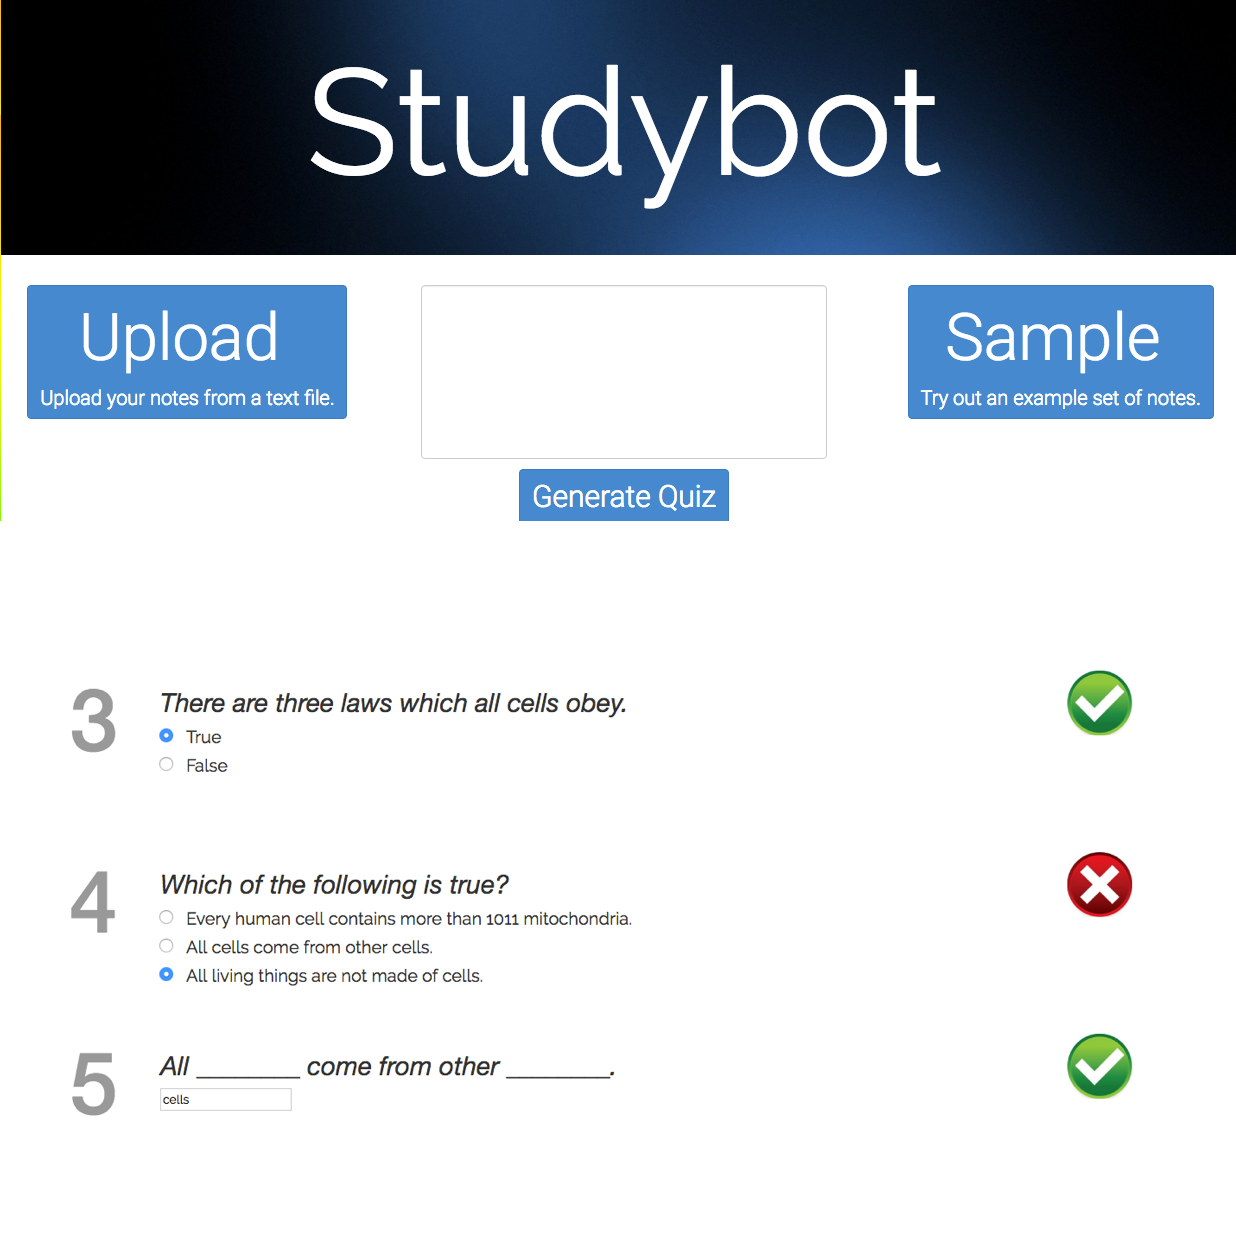 Studybot
Upload
Upload your notes from a text file.
Sample
Try out an example set of notes.
Generate Quiz
3
There are three laws which all cells obey.
True
False
4
Which of the following is true?
Every human cell contains more than 1011 mitochondria.
All cells come from other cells.
All living things are not made of cells.
5
All ________ come from other ________.
cells